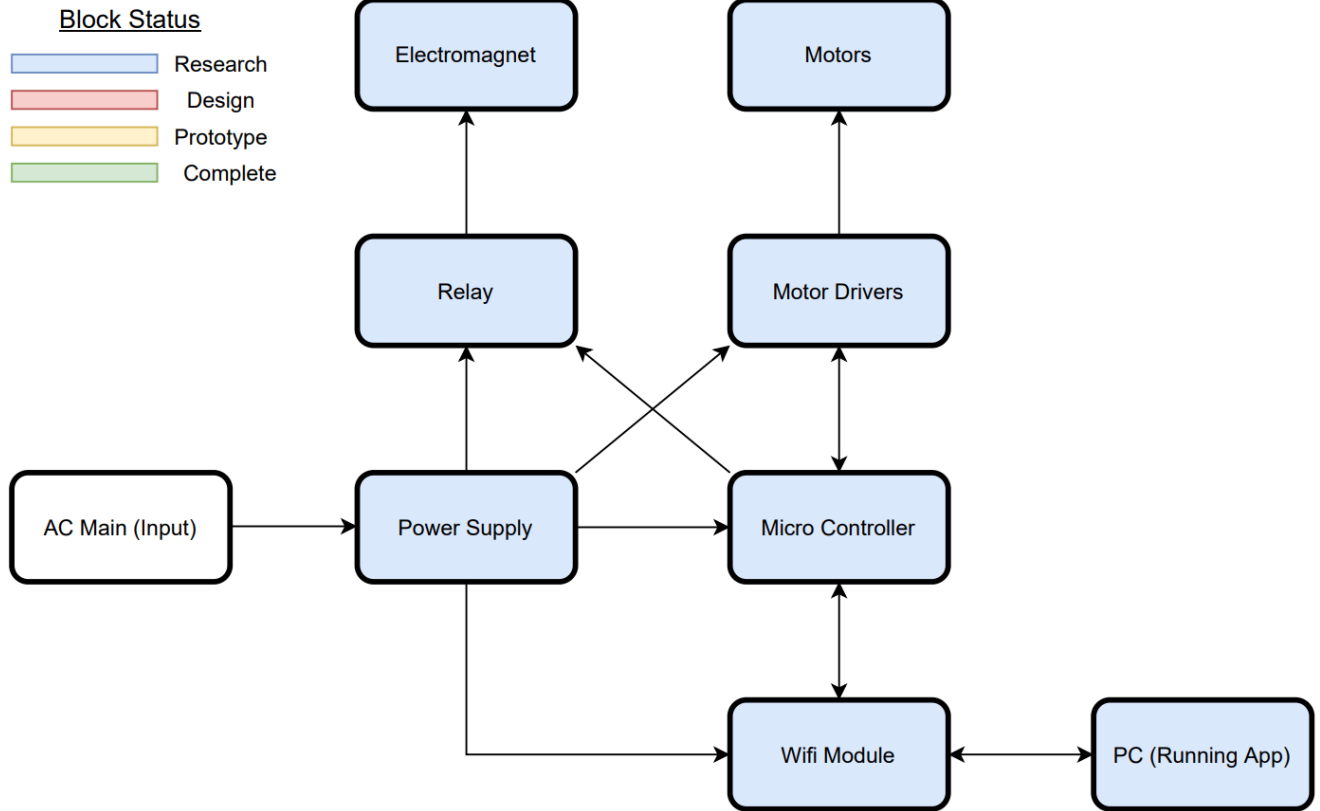 Block Status
Research
Design
Prototype
Complete
Electromagnet
Motors
Relay
Motor Drivers
AC Main (Input)
Power Supply
Micro Controller
Wifi Module
PC (Running App)